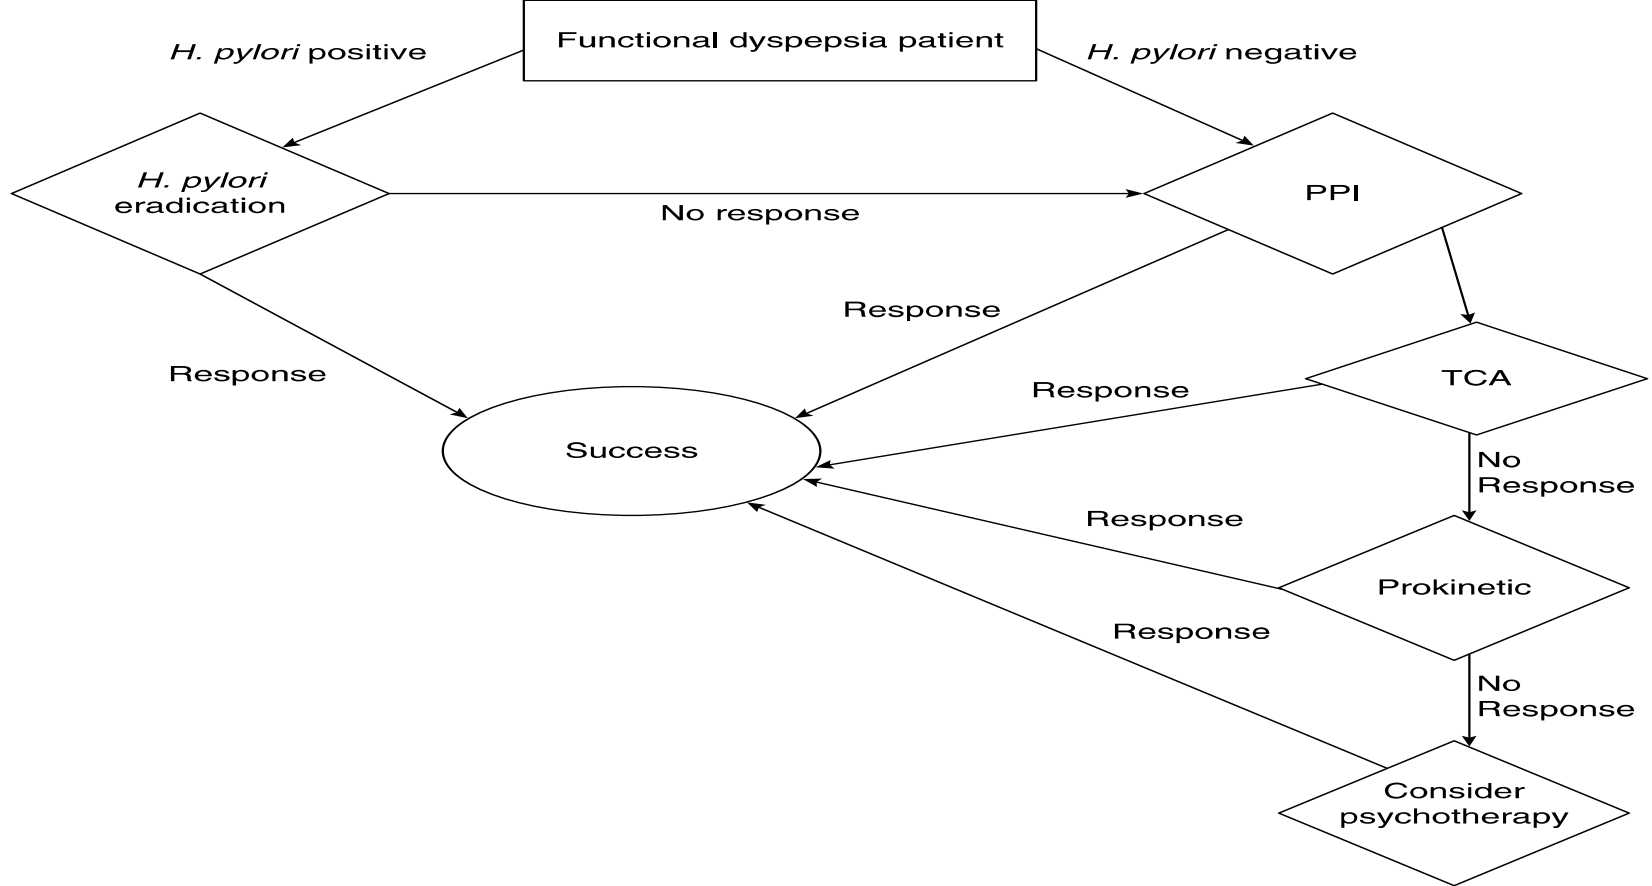 Functional dyspepsia patient
H. pylori positive
H. pylori negative
H. pylori
eradication
PPI
No response
Response
Response
TCA
Response
Success
No
Response
Response
Prokinetic
Response
No
Response
Consider
psychotherapy